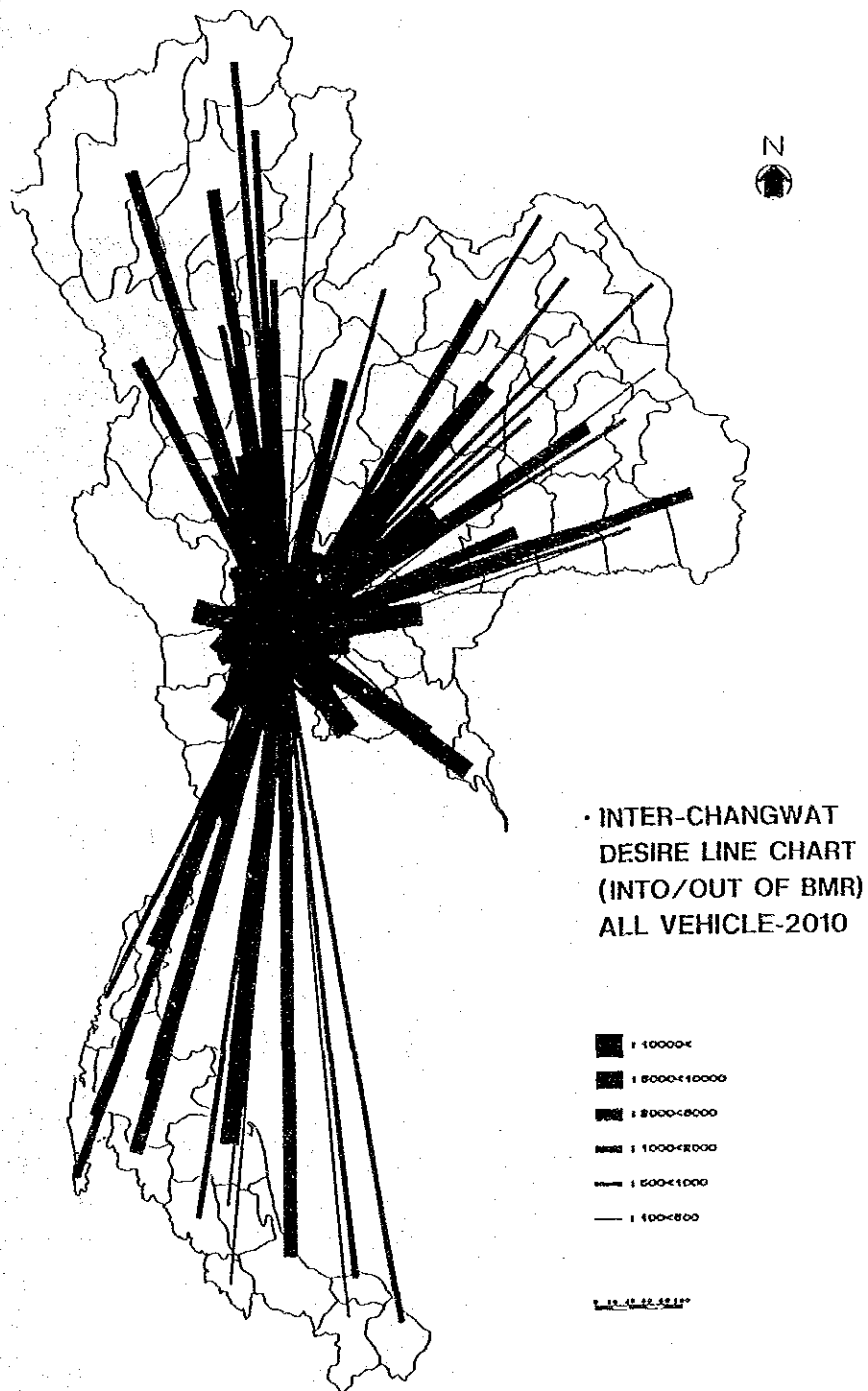 N
· INTER-CHANGWAT
DESIRE LINE CHART
(INTO/OUT OF BMR)
ALL VEHICLE-2010
: 10000<
: 5000<10000
: 2000<5000
: 1000<2000
: 500<1000
: 100<500